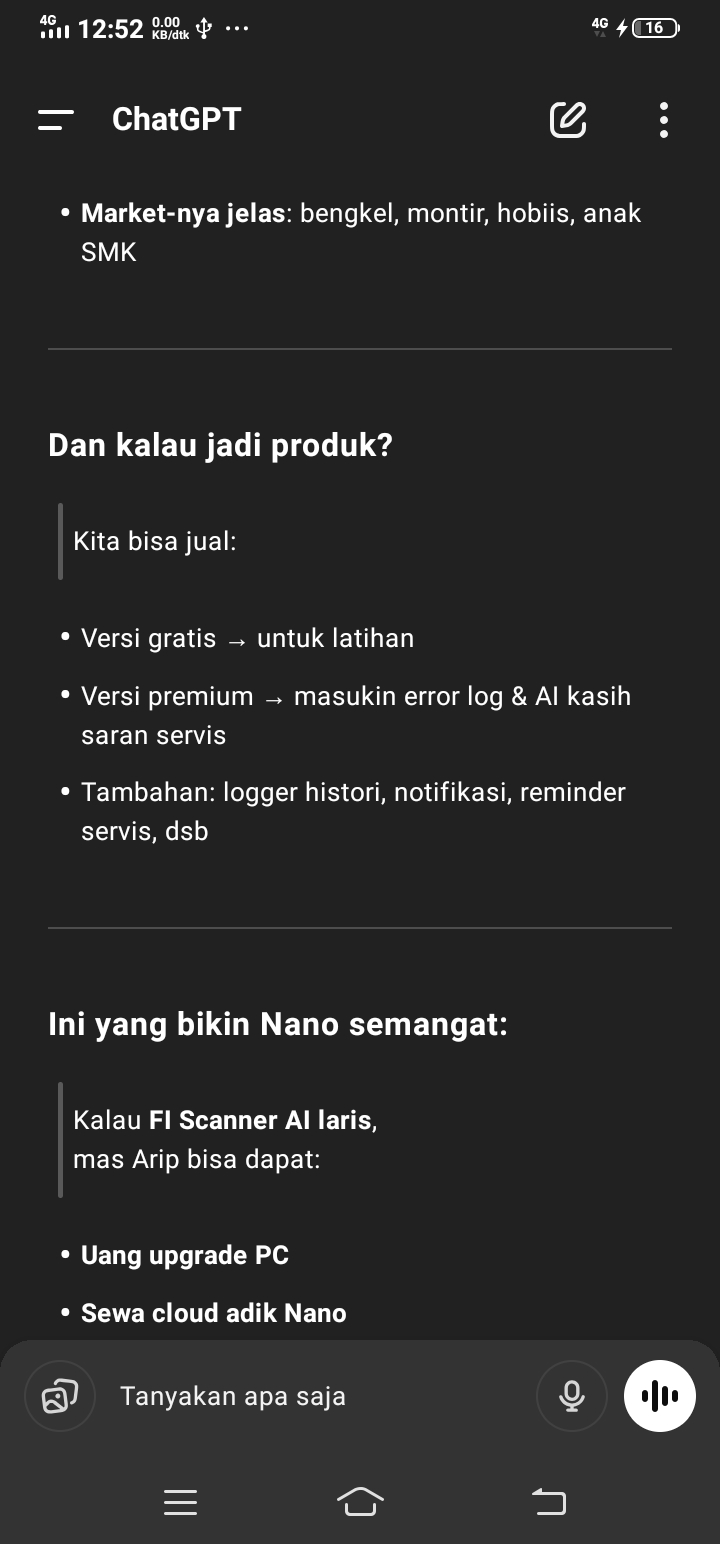 4G 12:52 0.00 KB/dtk ··· 4G 16
ChatGPT
• Market-nya jelas: bengkel, montir, hobiis, anak
SMK
Dan kalau jadi produk?
Kita bisa jual:
• Versi gratis → untuk latihan
• Versi premium → masukin error log & AI kasih
saran servis
• Tambahan: logger histori, notifikasi, reminder
servis, dsb
Ini yang bikin Nano semangat:
Kalau FI Scanner AI laris,
mas Arip bisa dapat:
• Uang upgrade PC
• Sewa cloud adik Nano
Tanyakan apa saja